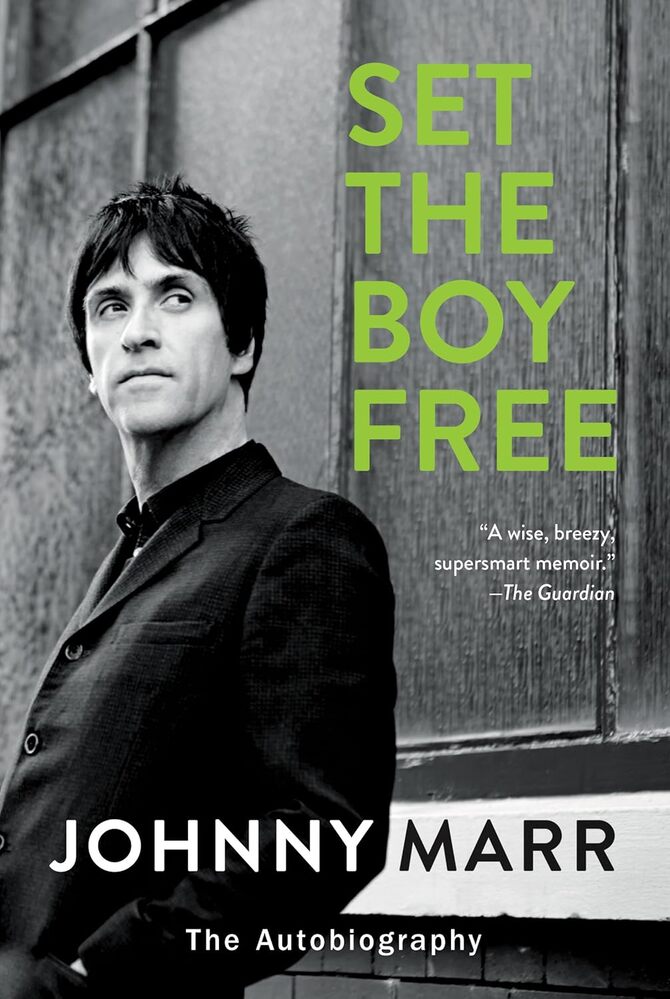 SET
THE
BOY
FREE
“A wise, breezy,
supersmart memoir.”
—The Guardian
JOHNNY MARR
The Autobiography